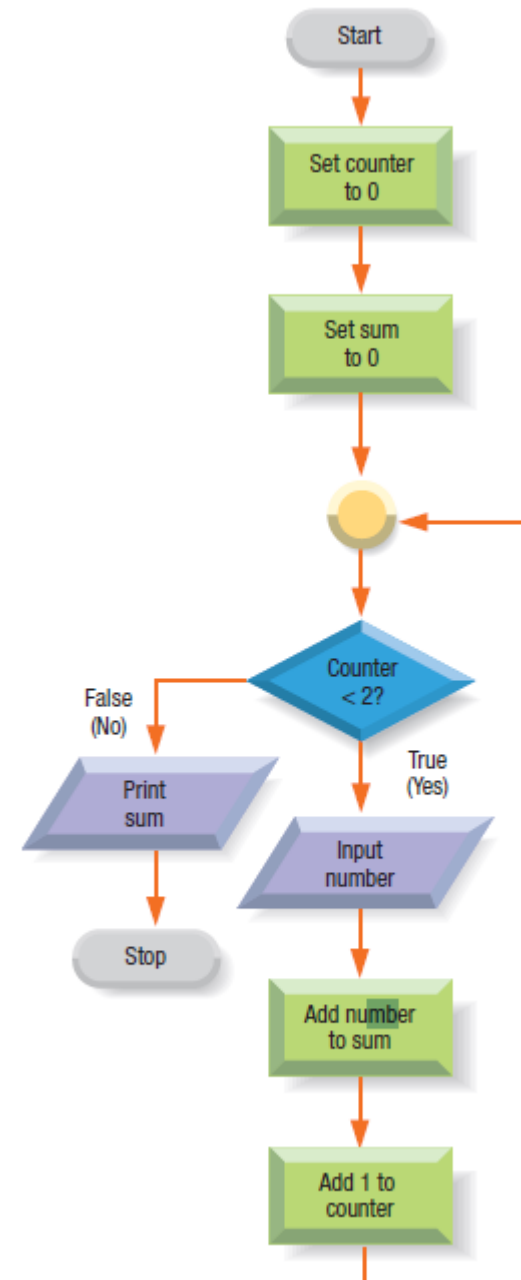 Start
Set counter
to 0
Set sum
to 0
Counter
< 2?
False
(No)
True
(Yes)
Print
sum
Input
number
Stop
Add number
to sum
Add 1 to
counter